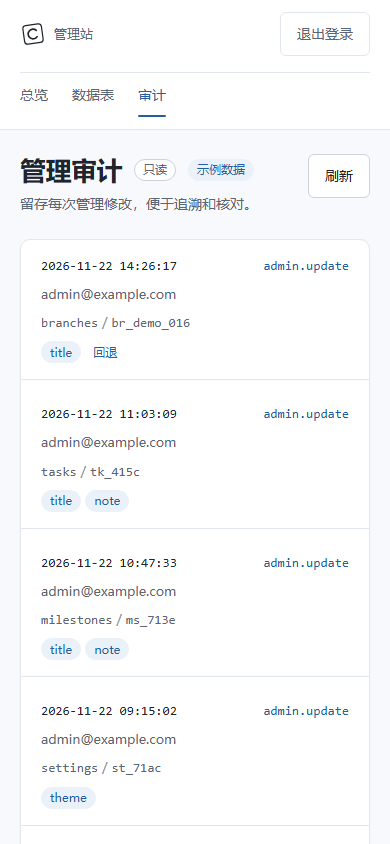 C 管理站 退出登录
总览 数据表 审计
管理审计 只读 示例数据 刷新
留存每次管理修改，便于追溯和核对。
2026-11-22 14:26:17 admin.update
admin@example.com
branches / br_demo_016
title 回退
2026-11-22 11:03:09 admin.update
admin@example.com
tasks / tk_415c
title note
2026-11-22 10:47:33 admin.update
admin@example.com
milestones / ms_713e
title note
2026-11-22 09:15:02 admin.update
admin@example.com
settings / st_71ac
theme